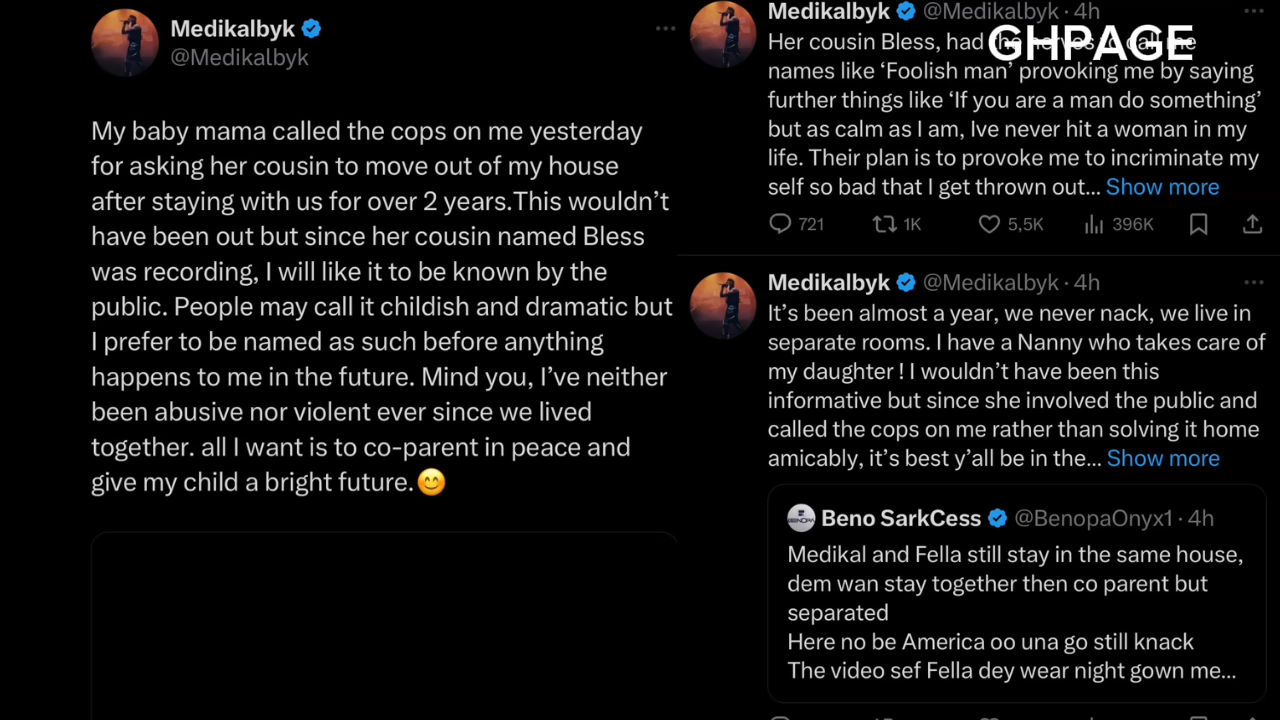 Medikalbyk
@Medikalbyk
My baby mama called the cops on me yesterday
for asking her cousin to move out of my house
after staying with us for over 2 years.This wouldn’t
have been out but since her cousin named Bless
was recording, I will like it to be known by the
public. People may call it childish and dramatic but
I prefer to be named as such before anything
happens to me in the future. Mind you, I’ve neither
been abusive nor violent ever since we lived
together. all I want is to co-parent in peace and
give my child a bright future.😊
Medikalbyk @Medikalbyk · 4h
GHPAGE
Her cousin Bless, had the nerves to call me
names like ‘Foolish man’ provoking me by saying
further things like ‘If you are a man do something’
but as calm as I am, Ive never hit a woman in my
life. Their plan is to provoke me to incriminate my
self so bad that I get thrown out... Show more
721 1K 5,5K 396K
Medikalbyk @Medikalbyk · 4h
It’s been almost a year, we never nack, we live in
separate rooms. I have a Nanny who takes care of
my daughter ! I wouldn’t have been this
informative but since she involved the public and
called the cops on me rather than solving it home
amicably, it’s best y’all be in the... Show more
Beno SarkCess @BenopaOnyx1 · 4h
Medikal and Fella still stay in the same house,
dem wan stay together then co parent but
separated
Here no be America oo una go still knack
The video sef Fella dey wear night gown me...